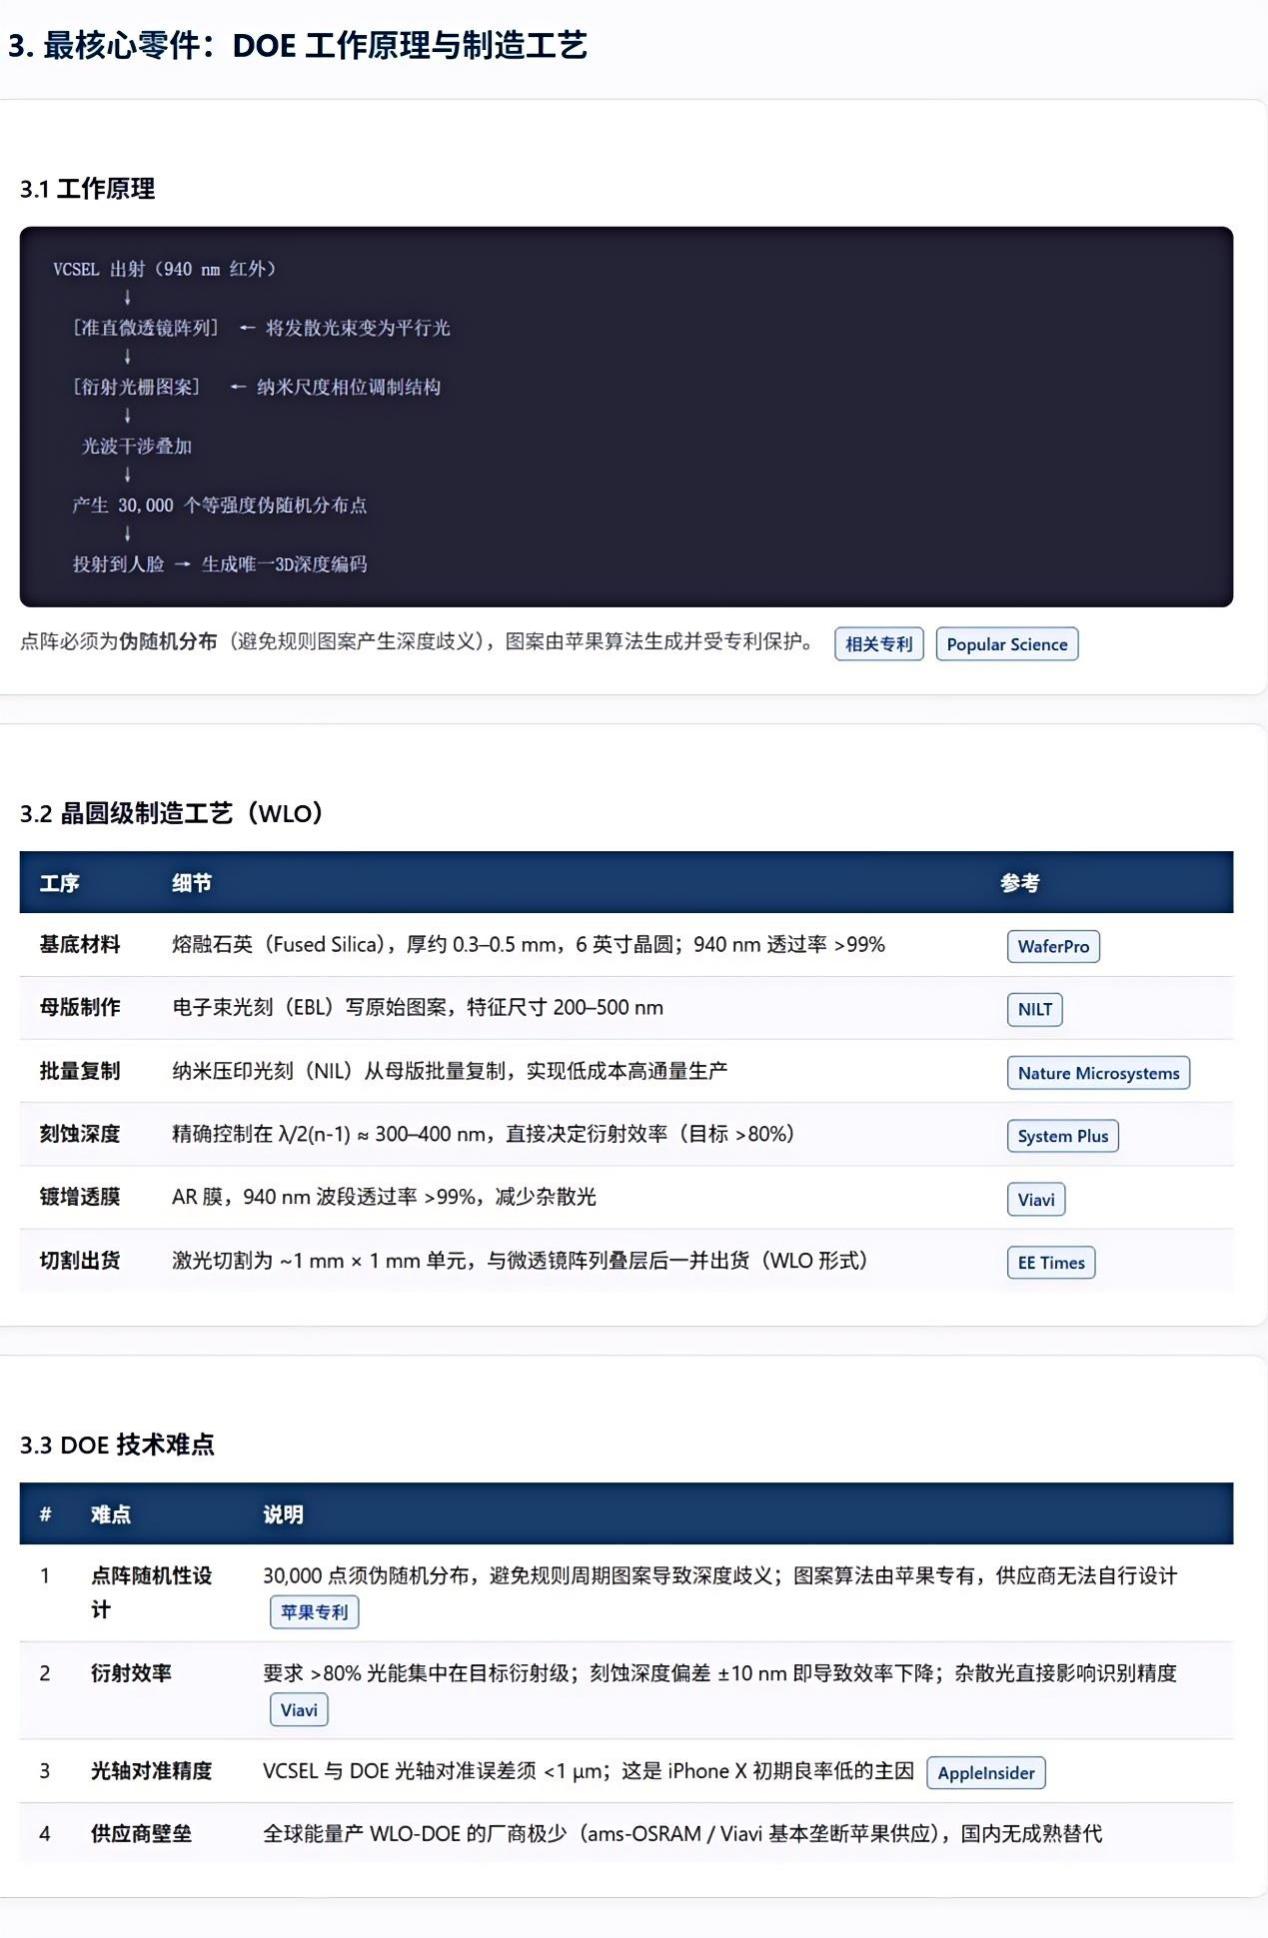 3. 最核心零件：DOE 工作原理与制造工艺
3.1 工作原理
VCSEL 出射（940 nm 红外）
↓
[准直微透镜阵列] ← 将发散光束变为平行光
↓
[衍射光栅图案] ← 纳米尺度相位调制结构
↓
光波干涉叠加
↓
产生 30,000 个等强度伪随机分布点
↓
投射到人脸 → 生成唯一3D深度编码
点阵必须为伪随机分布（避免规则图案产生深度歧义），图案由苹果算法生成并受专利保护。 相关专利 Popular Science
3.2 晶圆级制造工艺（WLO）
工序 细节 参考
基底材料 熔融石英（Fused Silica），厚约 0.3–0.5 mm，6 英寸晶圆；940 nm 透过率 >99% WaferPro
母版制作 电子束光刻（EBL）写原始图案，特征尺寸 200–500 nm NILT
批量复制 纳米压印光刻（NIL）从母版批量复制，实现低成本高通量生产 Nature Microsystems
刻蚀深度 精确控制在 λ/2(n-1) ≈ 300–400 nm，直接决定衍射效率（目标 >80%） System Plus
镀增透膜 AR 膜，940 nm 波段透过率 >99%，减少杂散光 Viavi
切割出货 激光切割为 ~1 mm × 1 mm 单元，与微透镜阵列叠层后一并出货（WLO 形式） EE Times
3.3 DOE 技术难点
# 难点 说明
1 点阵随机性设计 30,000 点须伪随机分布，避免规则周期图案导致深度歧义；图案算法由苹果专有，供应商无法自行设计
苹果专利
2 衍射效率 要求 >80% 光能集中在目标衍射级；刻蚀深度偏差 ±10 nm 即导致效率下降；杂散光直接影响识别精度
Viavi
3 光轴对准精度 VCSEL 与 DOE 光轴对准误差须 <1 μm；这是 iPhone X 初期良率低的主因 AppleInsider
4 供应商壁垒 全球能量产 WLO-DOE 的厂商极少（ams-OSRAM / Viavi 基本垄断苹果供应），国内无成熟替代